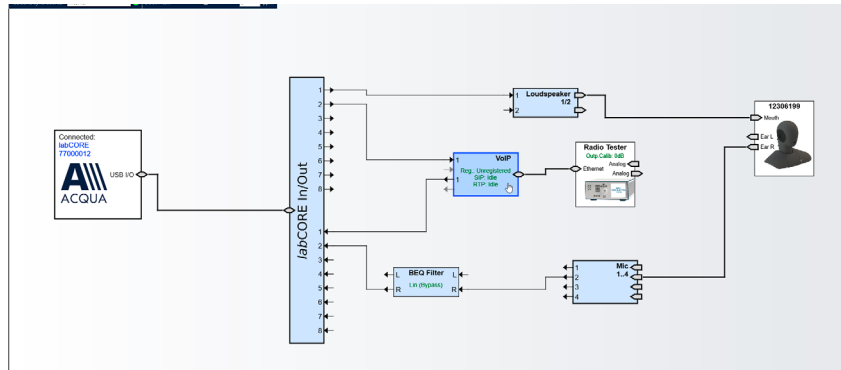 Connected:
labCORE
77000012
USB I/O
ACQUA
labCORE In/Out
1
2
3
4
5
6
7
8
1
2
3
4
5
6
7
8
1 Loudspeaker
1/2
2
12306199
Mouth
Ear L
Ear R
1 VoIP
Reg.: Unregistered
SIP: Idle
RTP: Idle
1
Radio Tester
Outp.Calib: 0dB
Analog
Ethernet
Analog
BEQ Filter
L L
Lin (Bypass)
R R
1 Mic
2 1..4
3
4